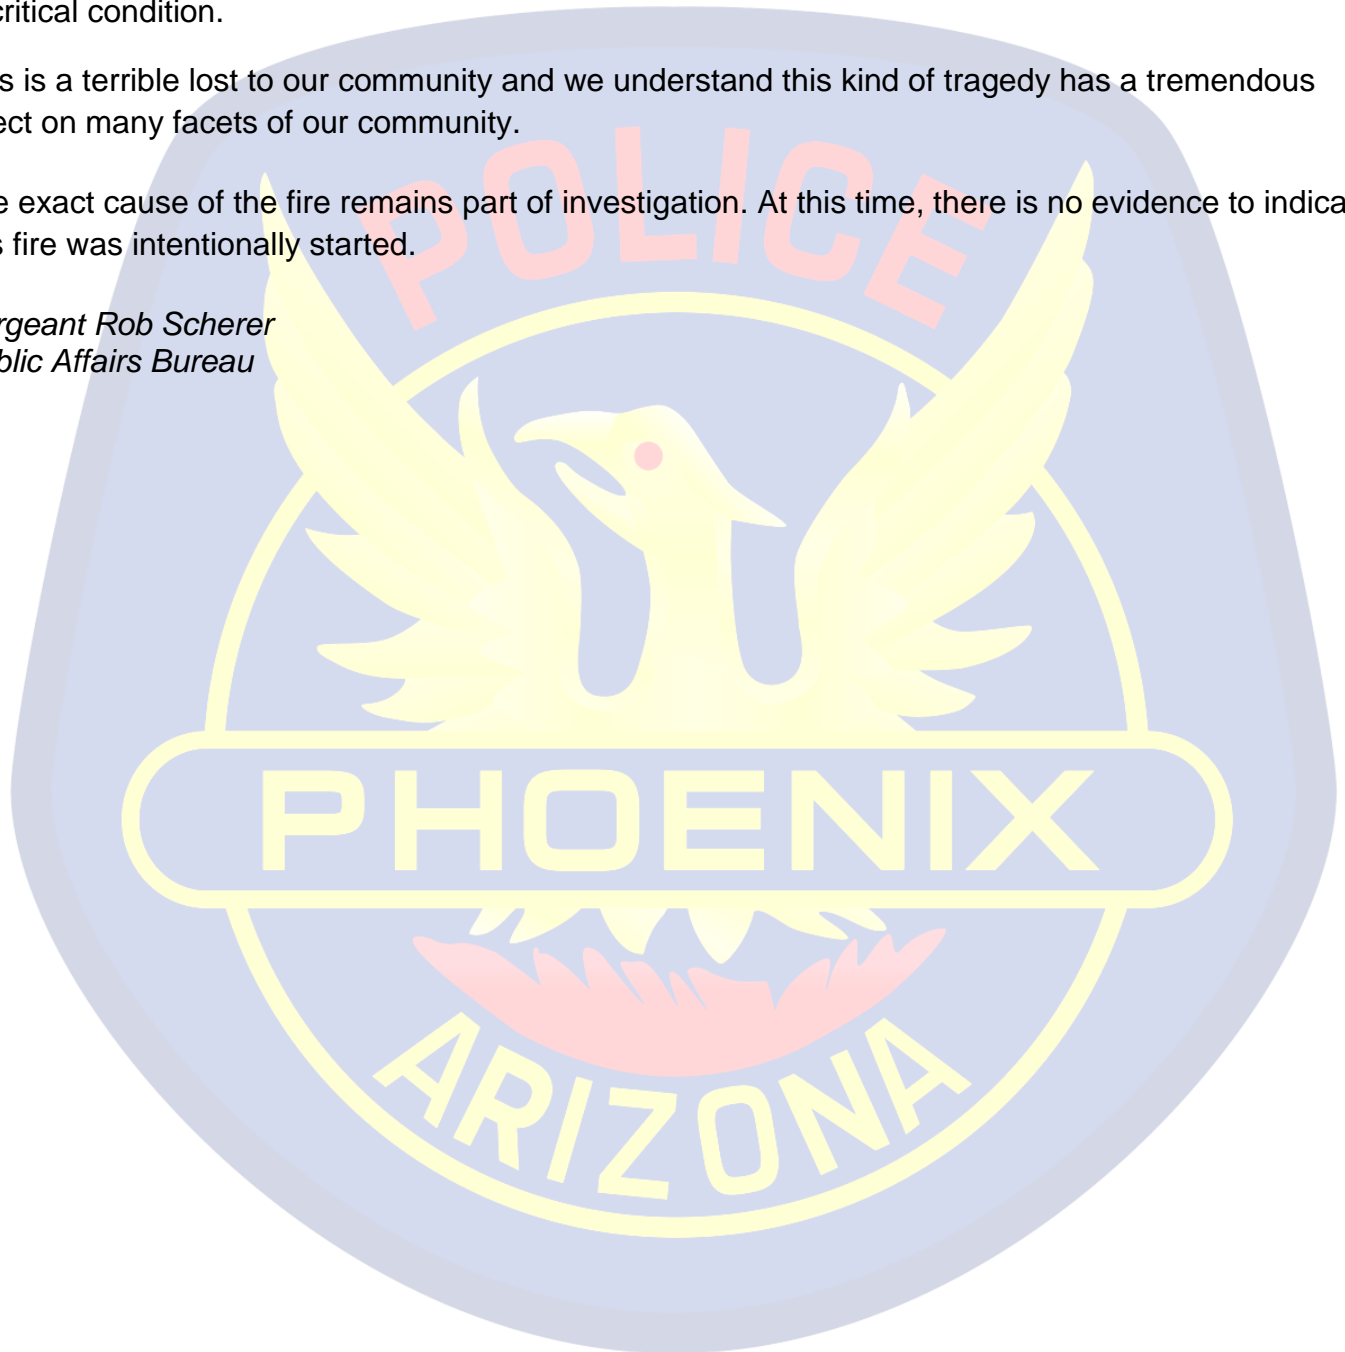 critical condition.
s is a terrible lost to our community and we understand this kind of tragedy has a tremendous
ect on many facets of our community.
e exact cause of the fire remains part of investigation. At this time, there is no evidence to indica
s fire was intentionally started.
rgeant Rob Scherer
blic Affairs Bureau
POLICE
PHOENIX
ARIZONA